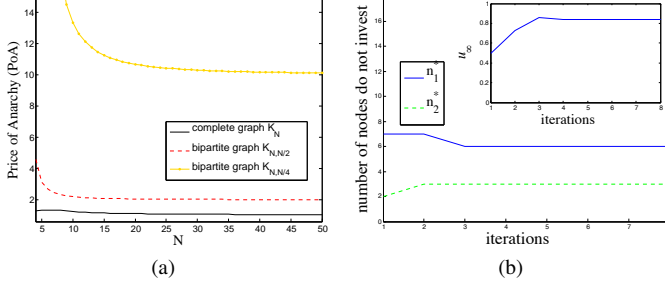 Price of Anarchy (PoA)
14
12
10
8
6
4
2
complete graph K_N
bipartite graph K_{N,N/2}
bipartite graph K_{N,N/4}
5 10 15 20 25 30 35 40 45 50
N
(a)
number of nodes do not invest
16
14
12
10
8
6
4
2
0
n*_1
n*_2
u_∞
1
0.8
0.6
0.4
0.2
0
1 2 3 4 5 6 7 8
iterations
1 2 3 4 5 6 7
iterations
(b)